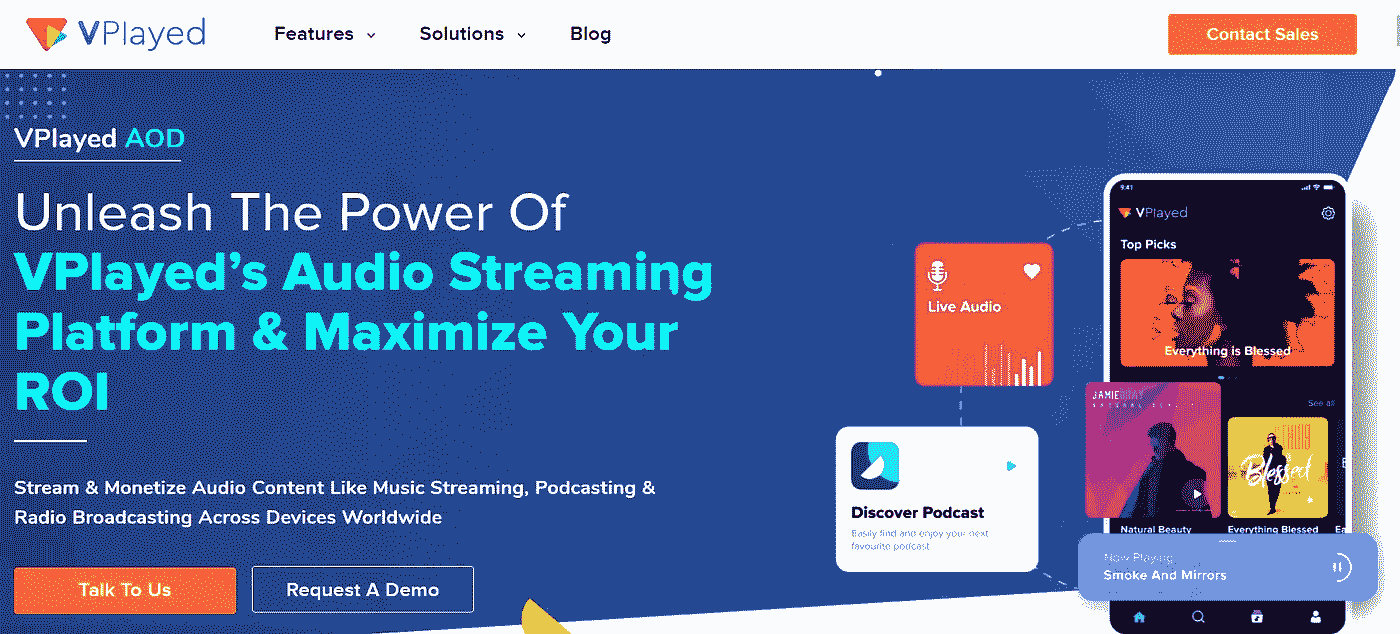 VPlayed
Features
Solutions
Blog
Contact Sales
VPlayed AOD
Unleash The Power Of
VPlayed's Audio Streaming
Platform & Maximize Your
ROI
Stream & Monetize Audio Content Like Music Streaming, Podcasting &
Radio Broadcasting Across Devices Worldwide
Talk To Us
Request A Demo
Live Audio
Discover Podcast
Easily find and enjoy your next
favourite podcast
9:41
VPlayed
Top Picks
Everything is Blessed
See all
JAMIE
Blessed
Natural Beauty
Everything Blessed
Now Playing
Smoke And Mirrors